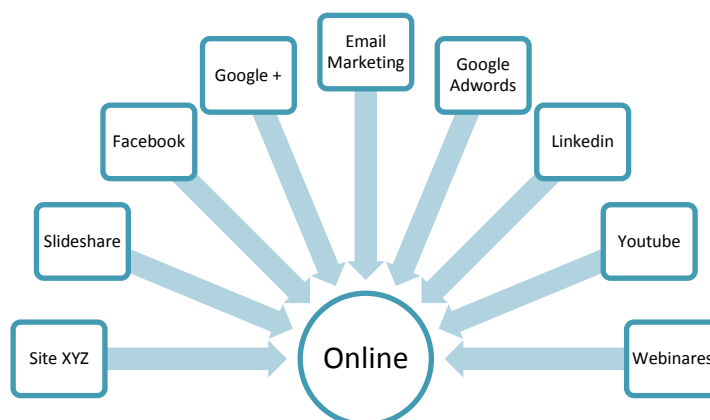 Email
Marketing
Google +
Google
Adwords
Facebook
Linkedin
Slideshare
Youtube
Site XYZ
Online
Webinares